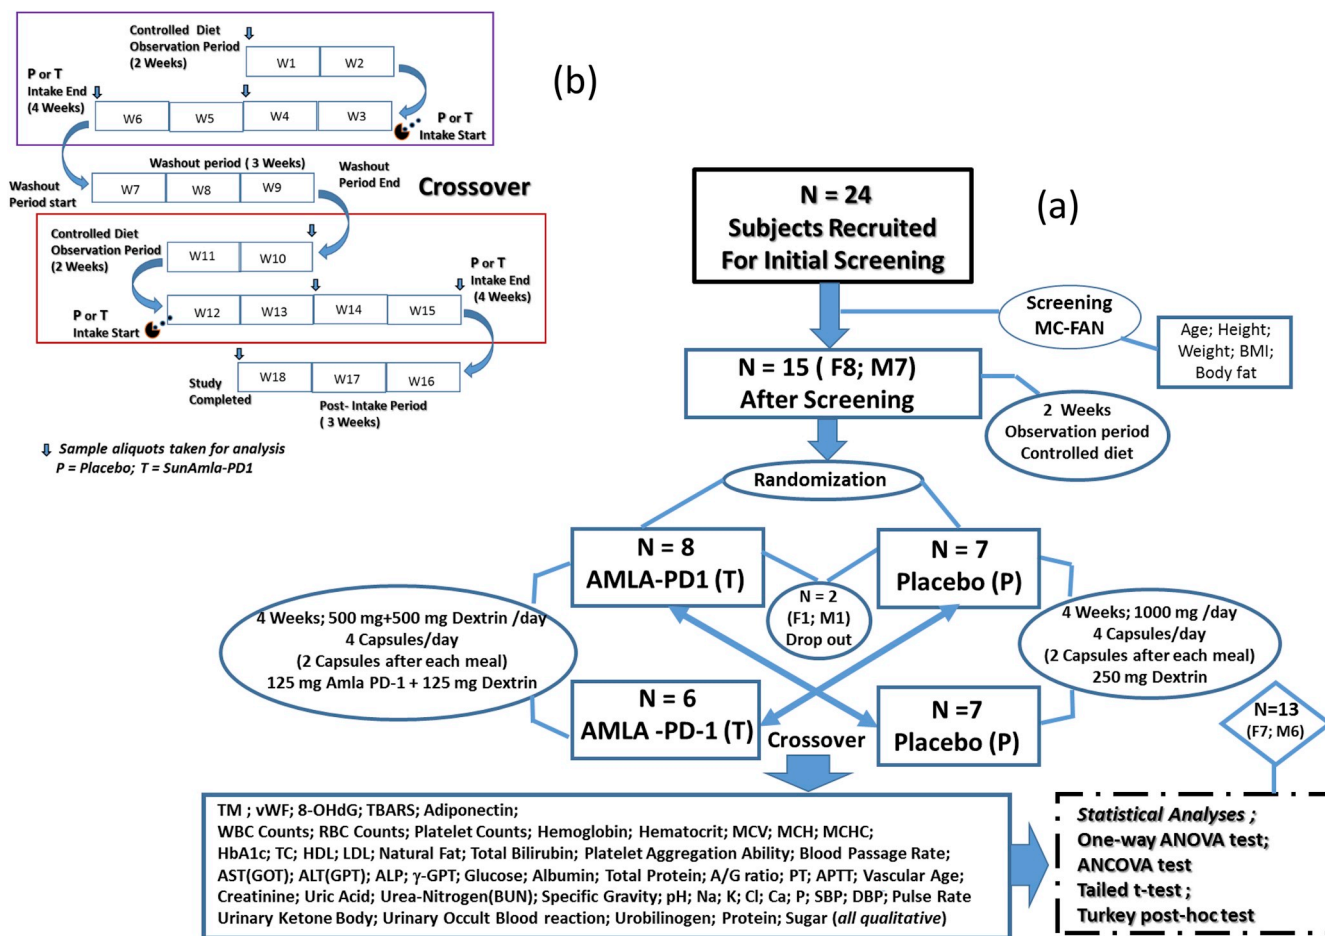 Controlled Diet
Observation Period
(2 Weeks)
W1 W2
P or T
Intake End
(4 Weeks)
W6 W5 W4 W3
P or T
Intake Start
Washout period ( 3 Weeks)
Washout
Period End
W7 W8 W9
Washout
Period start
Crossover
Controlled Diet
Observation Period
(2 Weeks)
W11 W10
P or T
Intake End
(4 Weeks)
W12 W13 W14 W15
P or T
Intake Start
W18 W17 W16
Study
Completed
Post- Intake Period
( 3 Weeks)
Sample aliquots taken for analysis
P = Placebo; T = SunAmla-PD1
(b)
(a)
N = 24
Subjects Recruited
For Initial Screening
Screening
MC-FAN
Age; Height;
Weight; BMI;
Body fat
N = 15 ( F8; M7)
After Screening
2 Weeks
Observation period
Controlled diet
Randomization
N = 8
AMLA-PD1 (T)
N = 7
Placebo (P)
N = 2
(F1; M1)
Drop out
4 Weeks; 500 mg+500 mg Dextrin /day
4 Capsules/day
(2 Capsules after each meal)
125 mg Amla PD-1 + 125 mg Dextrin
4 Weeks; 1000 mg /day
4 Capsules/day
(2 Capsules after each meal)
250 mg Dextrin
N = 6
AMLA -PD-1 (T)
Crossover
N =7
Placebo (P)
N=13
(F7; M6)
TM ; vWF; 8-OHdG; TBARS; Adiponectin;
WBC Counts; RBC Counts; Platelet Counts; Hemoglobin; Hematocrit; MCV; MCH; MCHC;
HbA1c; TC; HDL; LDL; Natural Fat; Total Bilirubin; Platelet Aggregation Ability; Blood Passage Rate;
AST(GOT); ALT(GPT); ALP; γ-GPT; Glucose; Albumin; Total Protein; A/G ratio; PT; APTT; Vascular Age;
Creatinine; Uric Acid; Urea-Nitrogen(BUN); Specific Gravity; pH; Na; K; Cl; Ca; P; SBP; DBP; Pulse Rate
Urinary Ketone Body; Urinary Occult Blood reaction; Urobilinogen; Protein; Sugar (all qualitative)
Statistical Analyses ;
One-way ANOVA test;
ANCOVA test
Tailed t-test ;
Turkey post-hoc test